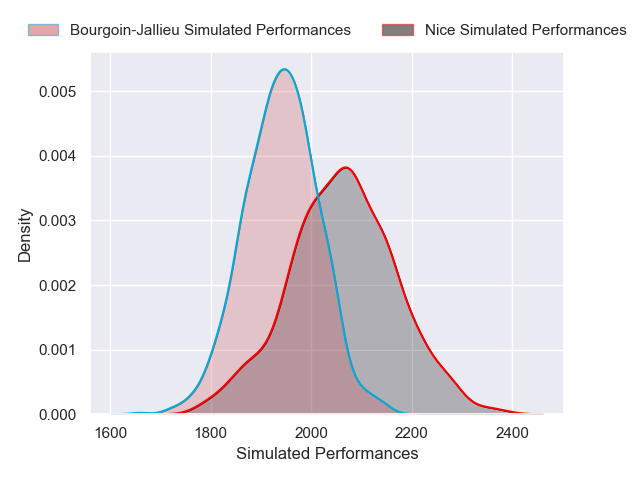 Bourgoin-Jallieu Simulated Performances Nice Simulated Performances
0.005
0.004
0.003
0.002
0.001
0.000
Density
1600 1800 2000 2200 2400
Simulated Performances